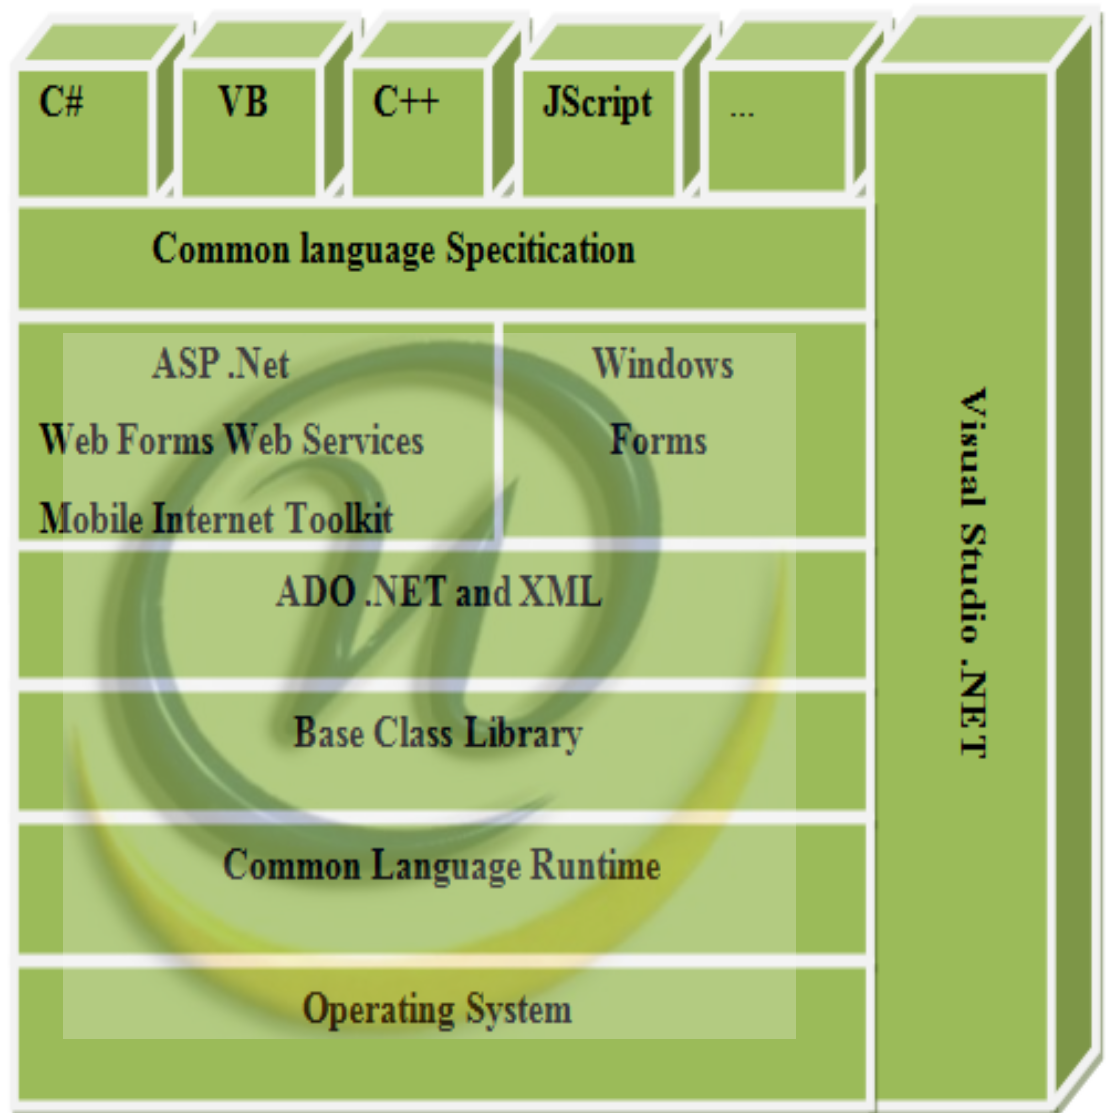 C#
VB
C++
JScript
...
Common language Specitication
ASP .Net
Web Forms Web Services
Mobile Internet Toolkit
Windows
Forms
ADO .NET and XML
Base Class Library
Common Language Runtime
Operating System
Visual Studio .NET